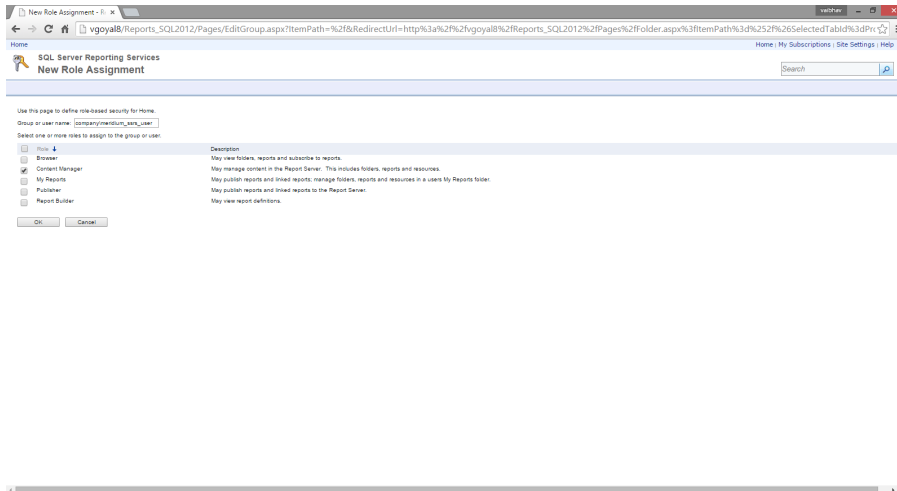 New Role Assignment - R
vaibhav
vgoyal8/Reports_SQL2012/Pages/EditGroup.aspx?ItemPath=%2f&RedirectUrl=http%3a%2f%2fvgoyal8%2fReports_SQL2012%2fPages%2fFolder.aspx%3fItemPath%3d%252f%26SelectedTabId%3dPr
Home
Home | My Subscriptions | Site Settings | Help
SQL Server Reporting Services
New Role Assignment
Search
Use this page to define role-based security for Home.
Group or user name: company\meridium_ssrs_user
Select one or more roles to assign to the group or user.
Role ↓ Description
Browser May view folders, reports and subscribe to reports.
Content Manager May manage content in the Report Server. This includes folders, reports and resources.
My Reports May publish reports and linked reports; manage folders, reports and resources in a users My Reports folder.
Publisher May publish reports and linked reports to the Report Server.
Report Builder May view report definitions.
OK Cancel